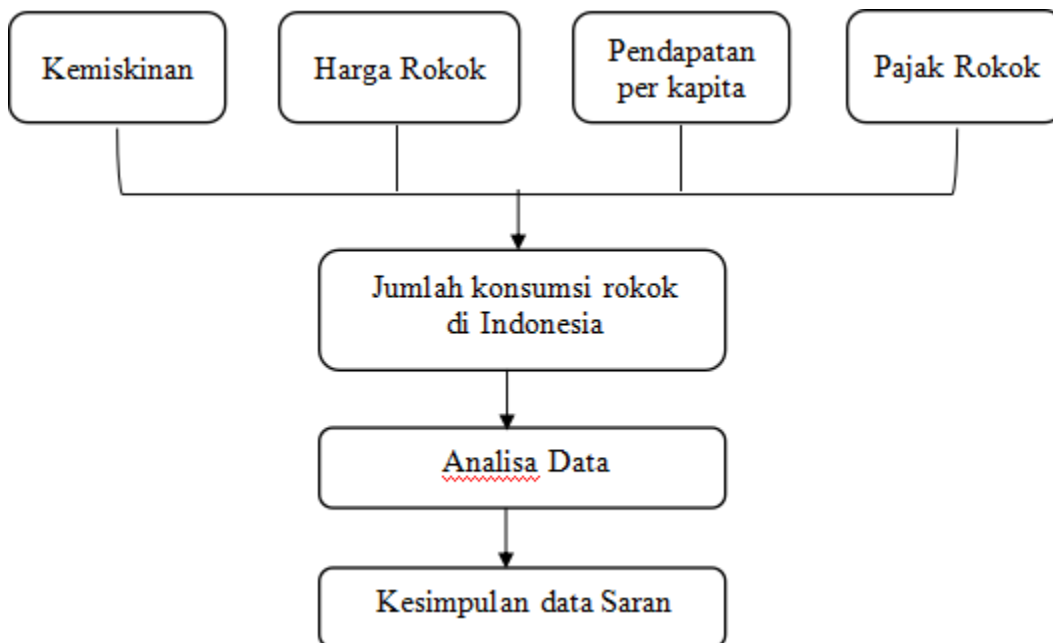 Kemiskinan
Harga Rokok
Pendapatan
per kapita
Pajak Rokok
Jumlah konsumsi rokok
di Indonesia
Analisa Data
Kesimpulan data Saran